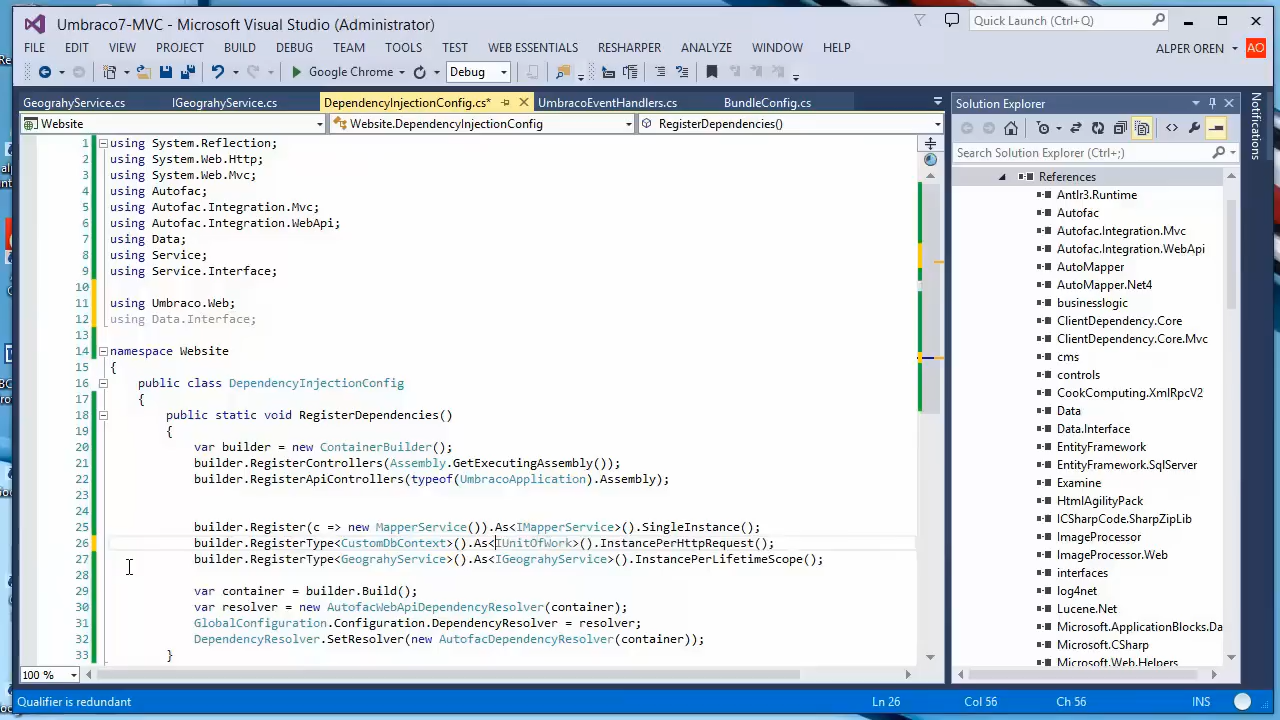 Umbraco7-MVC - Microsoft Visual Studio (Administrator)
Quick Launch (Ctrl+Q)
FILE EDIT VIEW PROJECT BUILD DEBUG TEAM TOOLS TEST WEB ESSENTIALS RESHARPER ANALYZE WINDOW HELP
ALPER OREN AO
Google Chrome Debug
GeograhyService.cs IGeograhyService.cs DependencyInjectionConfig.cs* UmbracoEventHandlers.cs BundleConfig.cs
Website Website.DependencyInjectionConfig RegisterDependencies()
1 using System.Reflection;
2 using System.Web.Http;
3 using System.Web.Mvc;
4 using Autofac;
5 using Autofac.Integration.Mvc;
6 using Autofac.Integration.WebApi;
7 using Data;
8 using Service;
9 using Service.Interface;
10
11 using Umbraco.Web;
12 using Data.Interface;
13
14 namespace Website
15 {
16 public class DependencyInjectionConfig
17 {
18 public static void RegisterDependencies()
19 {
20 var builder = new ContainerBuilder();
21 builder.RegisterControllers(Assembly.GetExecutingAssembly());
22 builder.RegisterApiControllers(typeof(UmbracoApplication).Assembly);
23
24
25 builder.Register(c => new MapperService()).As<IMapperService>().SingleInstance();
26 builder.RegisterType<CustomDbContext>().As<IUnitOfWork>().InstancePerHttpRequest();
27 builder.RegisterType<GeograhyService>().As<IGeograhyService>().InstancePerLifetimeScope();
28
29 var container = builder.Build();
30 var resolver = new AutofacWebApiDependencyResolver(container);
31 GlobalConfiguration.Configuration.DependencyResolver = resolver;
32 DependencyResolver.SetResolver(new AutofacDependencyResolver(container));
33 }
100 %
Solution Explorer
Search Solution Explorer (Ctrl+;)
References
Antlr3.Runtime
Autofac
Autofac.Integration.Mvc
Autofac.Integration.WebApi
AutoMapper
AutoMapper.Net4
businesslogic
ClientDependency.Core
ClientDependency.Core.Mvc
cms
controls
CookComputing.XmlRpcV2
Data
Data.Interface
EntityFramework
EntityFramework.SqlServer
Examine
HtmlAgilityPack
ICSharpCode.SharpZipLib
ImageProcessor
ImageProcessor.Web
interfaces
log4net
Lucene.Net
Microsoft.ApplicationBlocks.Da
Microsoft.CSharp
Microsoft.Web.Helpers
Notifications
Qualifier is redundant Ln 26 Col 56 Ch 56 INS